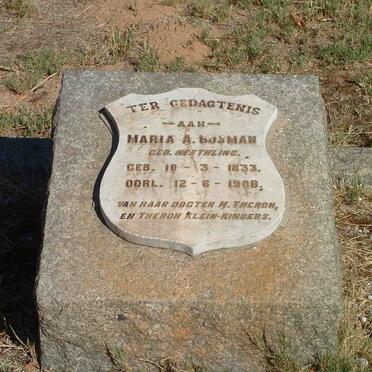 TER GEDAGTENIS
AAN
MARIA A. BOSMAN
GEB. NEETHLING.
GEB. 10-3-1833.
OORL. 12-6-1908.
VAN HAAR DOGTER M. THERON,
EN THERON KLEIN-KINDERS.